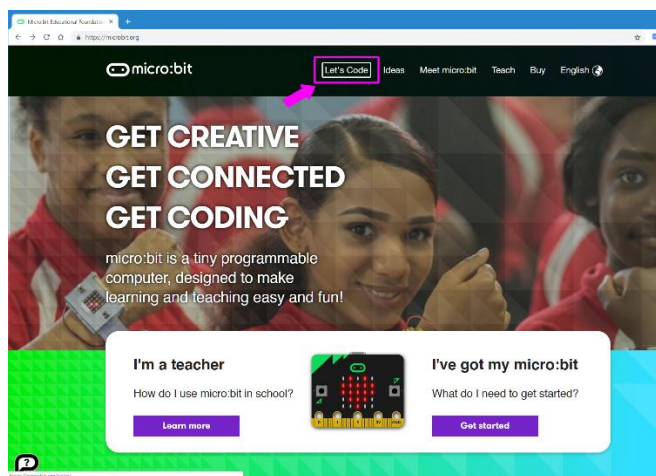 Micro:bit Educational Foundation
https://microbit.org
micro:bit
Let's Code
Ideas
Meet micro:bit
Teach
Buy
English
GET CREATIVE
GET CONNECTED
GET CODING
micro:bit is a tiny programmable
computer, designed to make
learning and teaching easy and fun!
I'm a teacher
How do I use micro:bit in school?
Learn more
I've got my micro:bit
What do I need to get started?
Get started